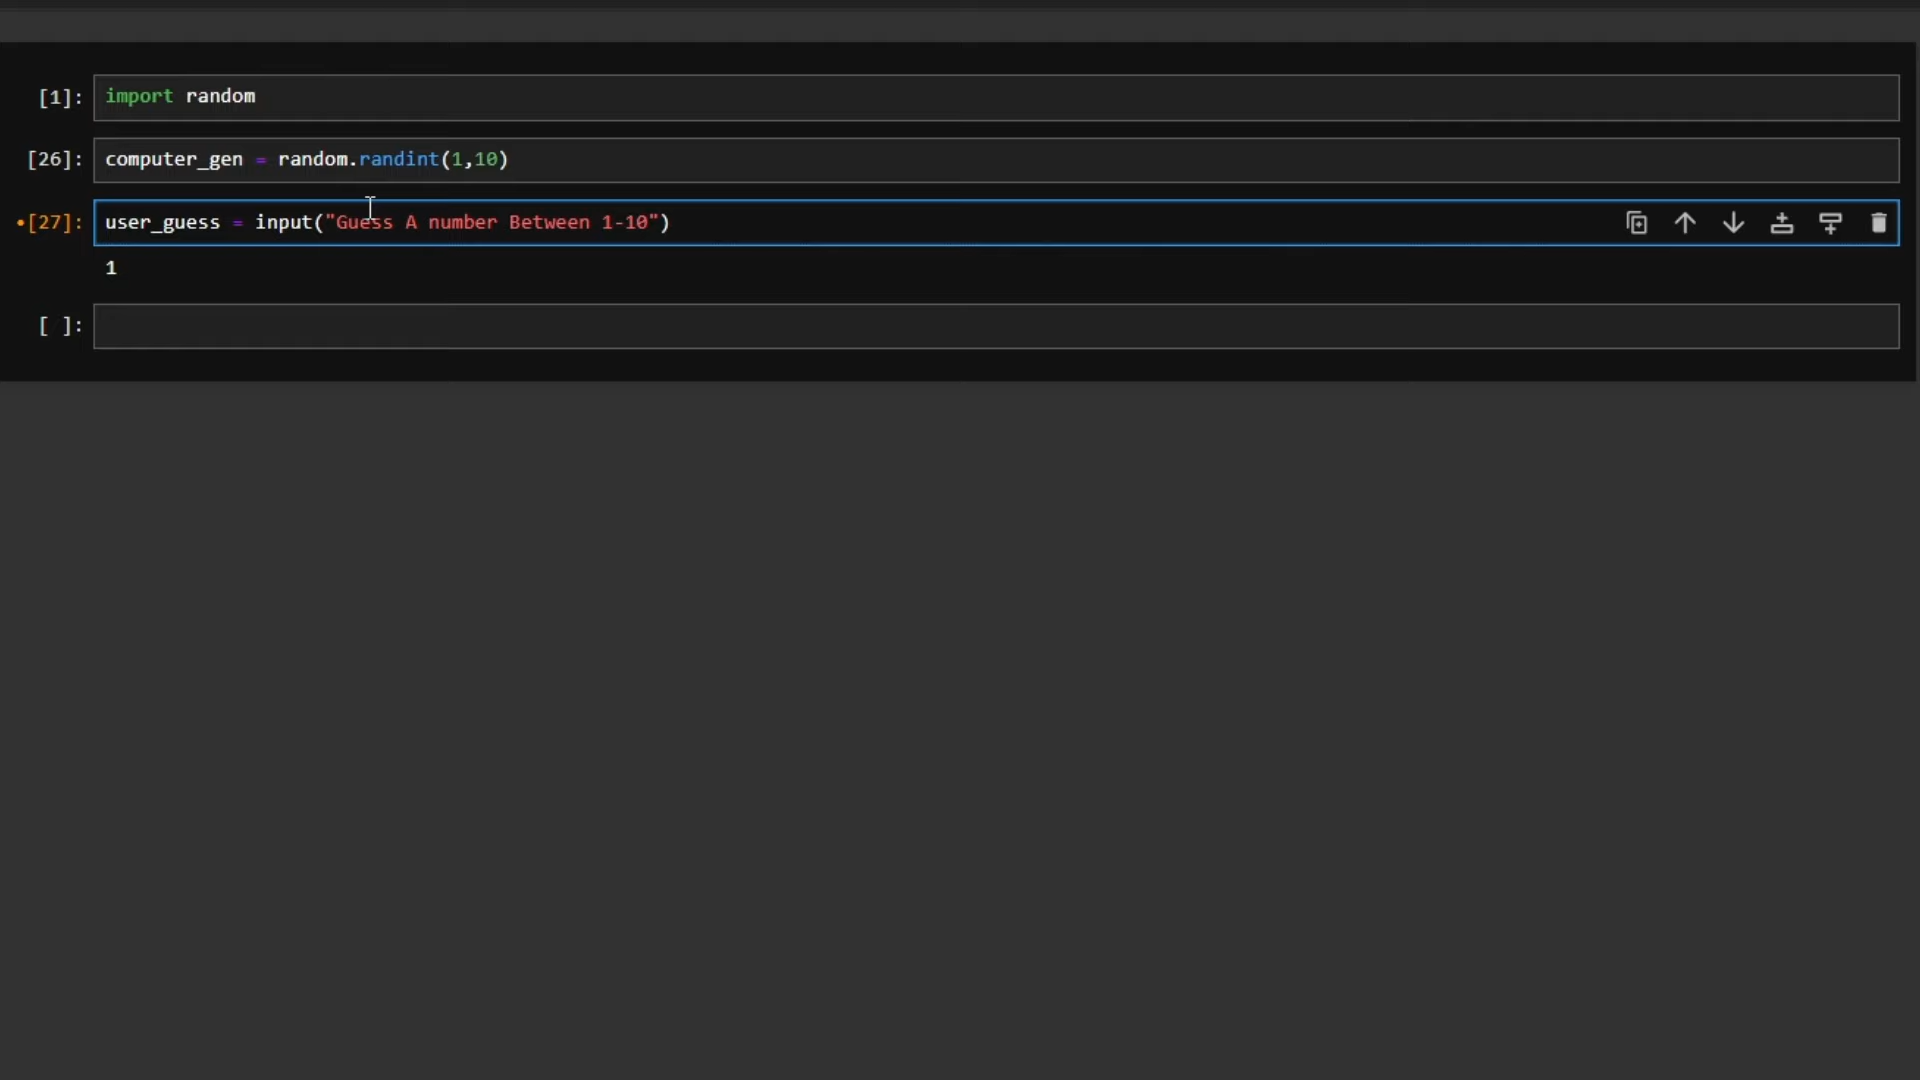 [1]: import random
[26]: computer_gen = random.randint(1,10)
•[27]: user_guess = input("Guess A number Between 1-10")
1
[ ]: